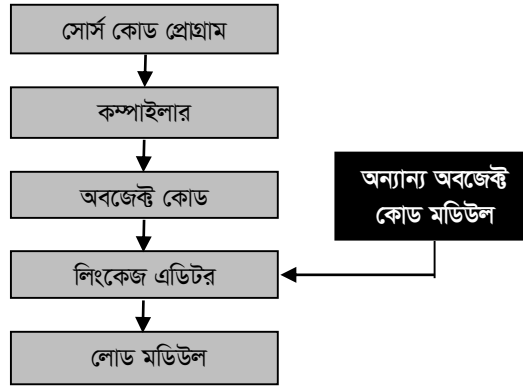 সোর্স কোড প্রোগ্রাম
কম্পাইলার
অবজেক্ট কোড
অন্যান্য অবজেক্ট
কোড মডিউল
লিংকেজ এডিটর
লোড মডিউল